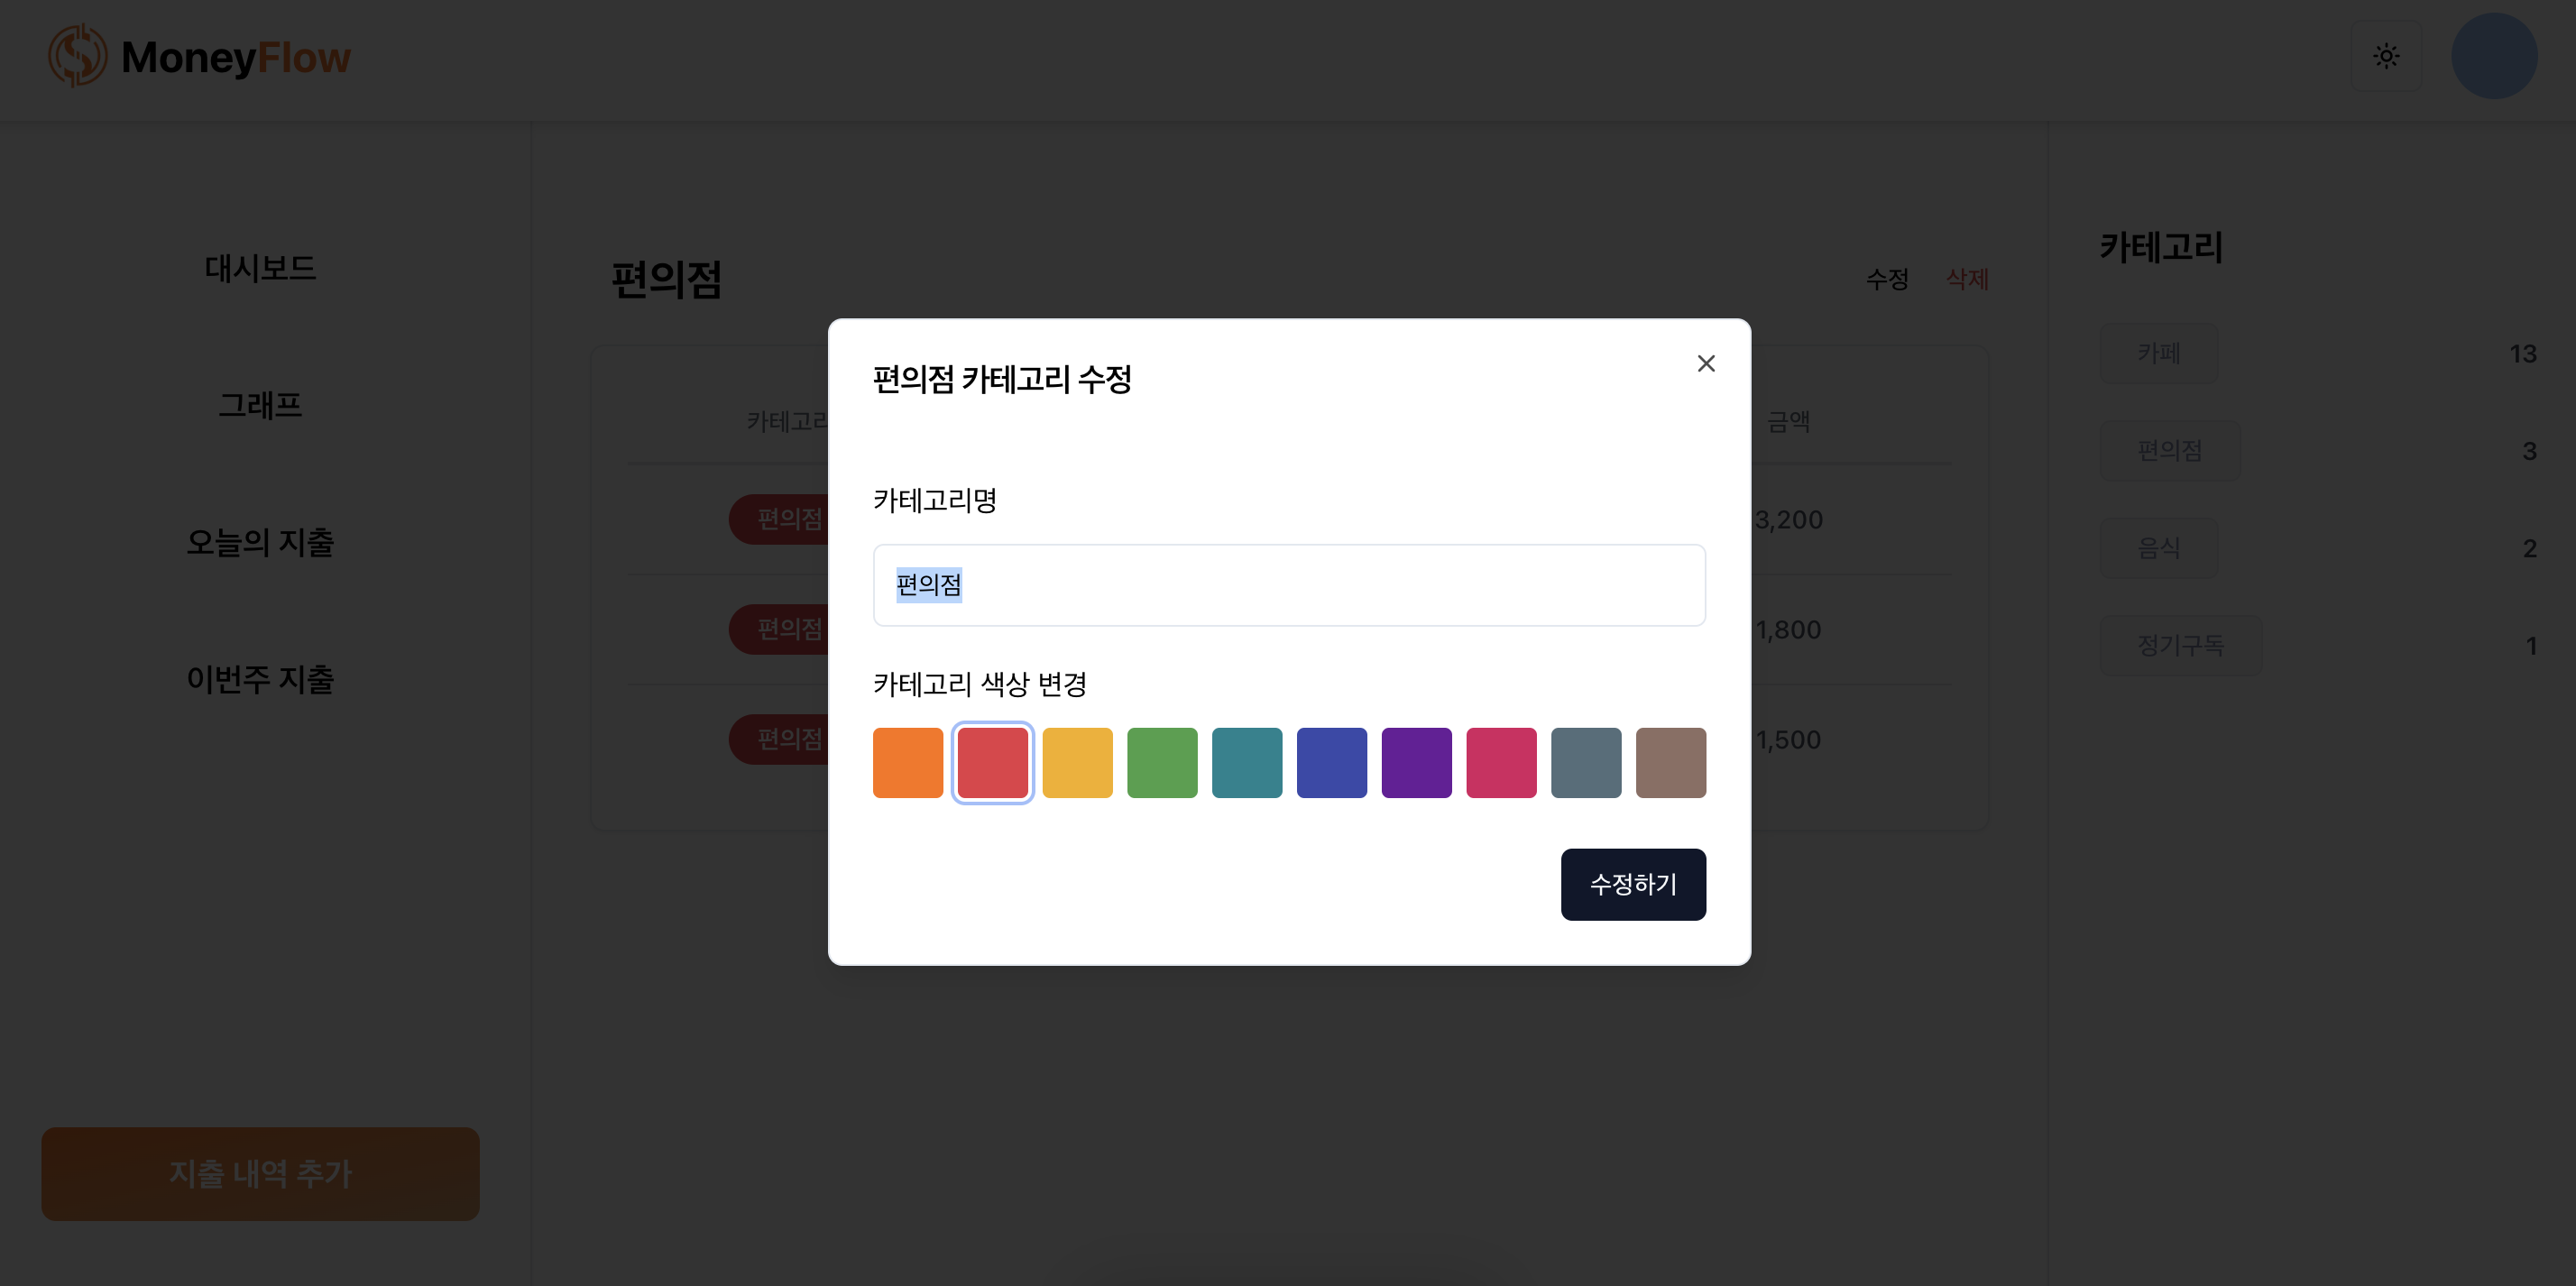 MoneyFlow
대시보드
그래프
오늘의 지출
이번주 지출
지출 내역 추가
편의점
수정 삭제
카테고리 금액
편의점 3,200
편의점 1,800
편의점 1,500
편의점 카테고리 수정
카테고리명
편의점
카테고리 색상 변경
수정하기
카테고리
카페 13
편의점 3
음식 2
정기구독 1